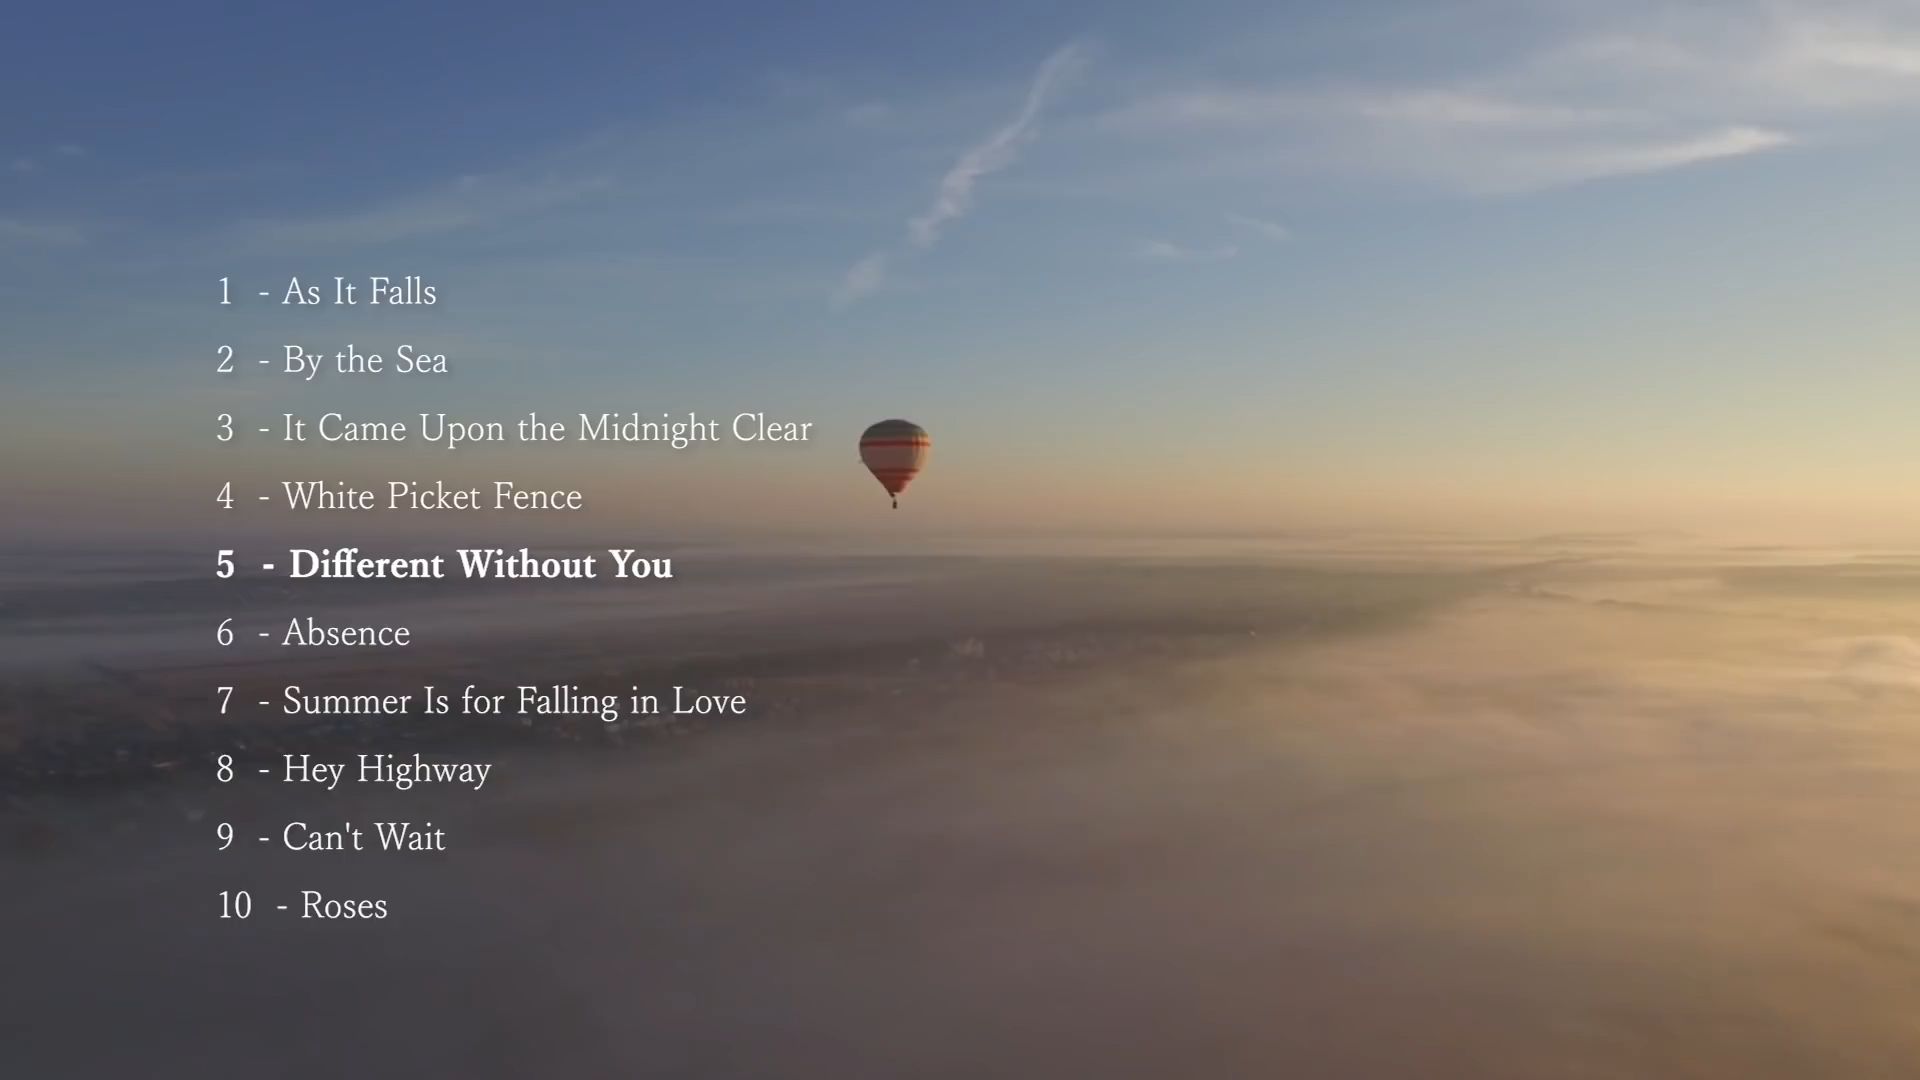 1 - As It Falls
2 - By the Sea
3 - It Came Upon the Midnight Clear
4 - White Picket Fence
5 - Different Without You
6 - Absence
7 - Summer Is for Falling in Love
8 - Hey Highway
9 - Can't Wait
10 - Roses